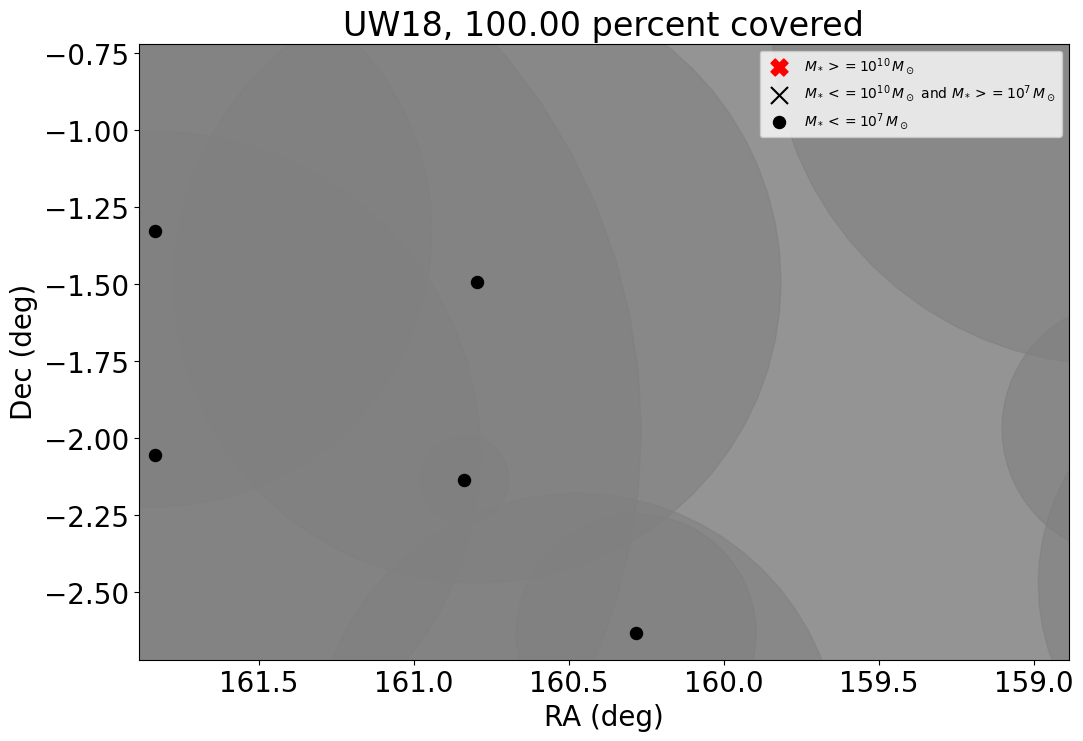 UW18, 100.00 percent covered
M* >= 10^10 M⊙
M* <= 10^10 M⊙ and M* >= 10^7 M⊙
M* <= 10^7 M⊙
−0.75
−1.00
−1.25
−1.50
−1.75
−2.00
−2.25
−2.50
Dec (deg)
161.5 161.0 160.5 160.0 159.5 159.0
RA (deg)